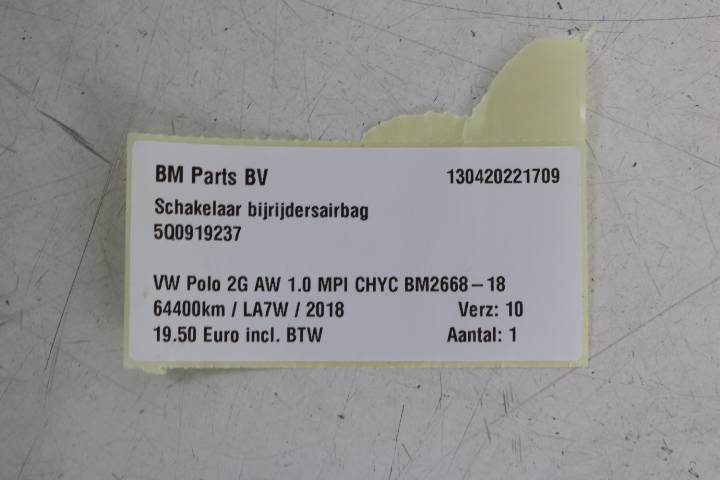 BM Parts BV 130420221709
Schakelaar bijrijdersairbag
5Q0919237
VW Polo 2G AW 1.0 MPI CHYC BM2668-18
64400km / LA7W / 2018 Verz: 10
19.50 Euro incl. BTW Aantal: 1